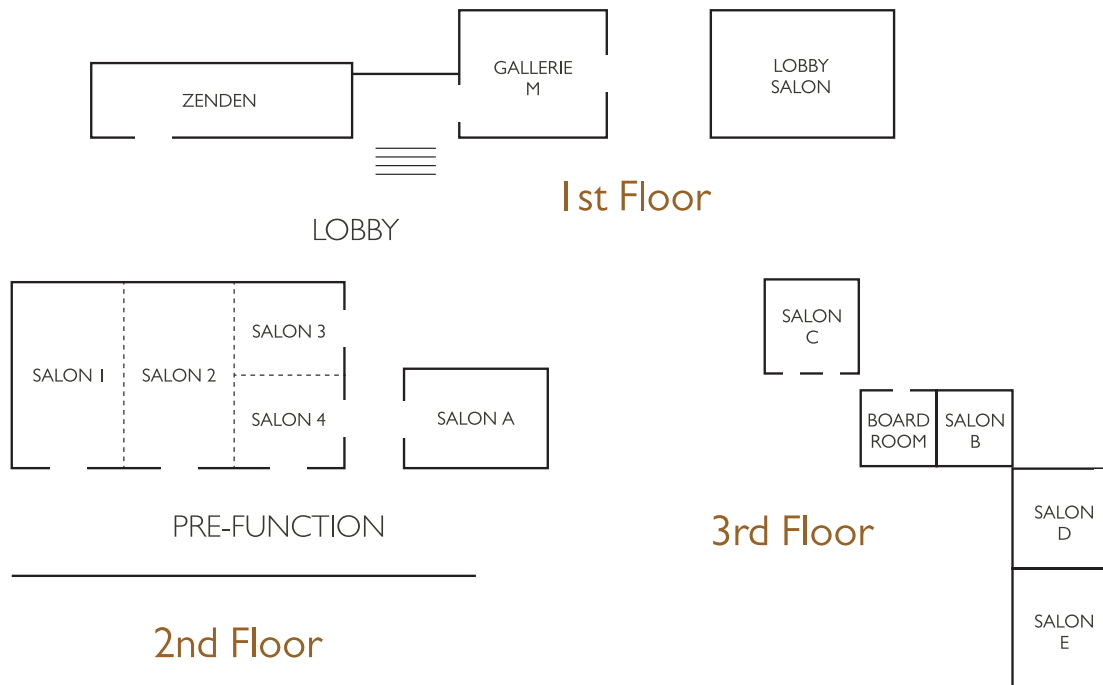 ZENDEN
GALLERIE
M
LOBBY
SALON
1st Floor
LOBBY
SALON 1
SALON 2
SALON 3
SALON 4
SALON A
PRE-FUNCTION
2nd Floor
SALON
C
BOARD
ROOM
SALON
B
3rd Floor
SALON
D
SALON
E